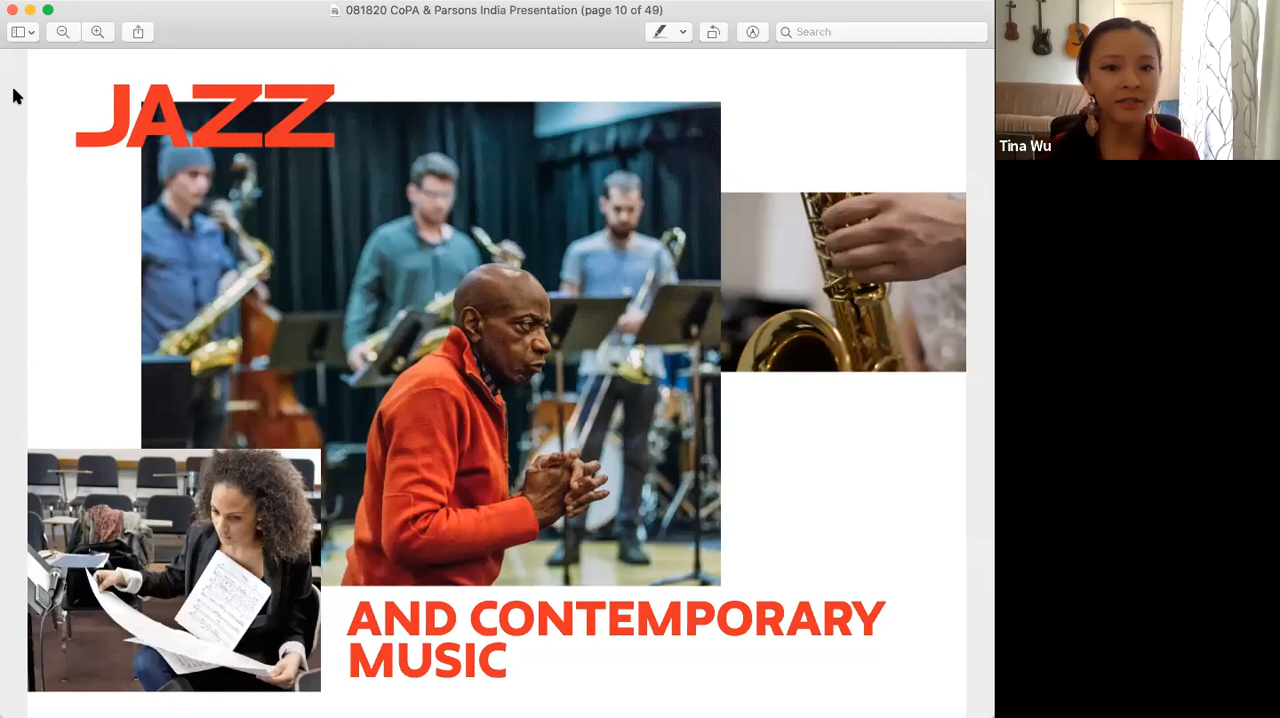 081820 CoPA & Parsons India Presentation (page 10 of 49)
Search
JAZZ
Tina Wu
AND CONTEMPORARY
MUSIC